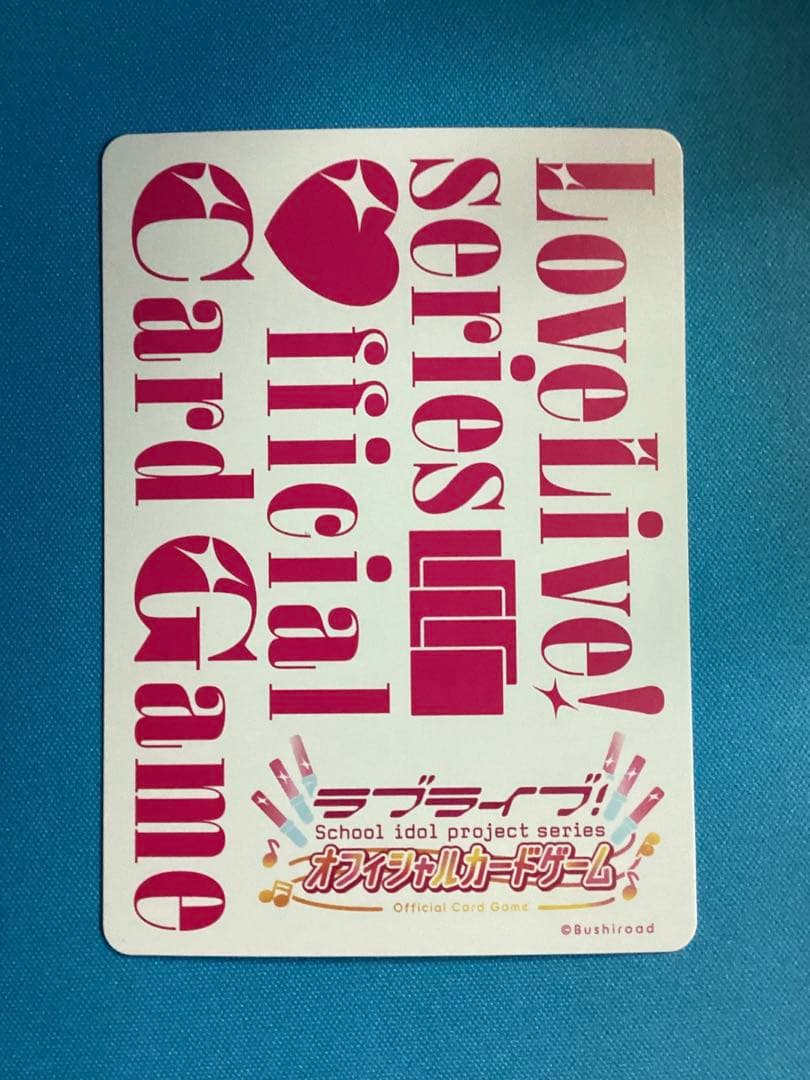 LoveLive!
series
Official
Card Game
ラブライブ!
School idol project series
オフィシャルカードゲーム
Official Card Game
©Bushiroad